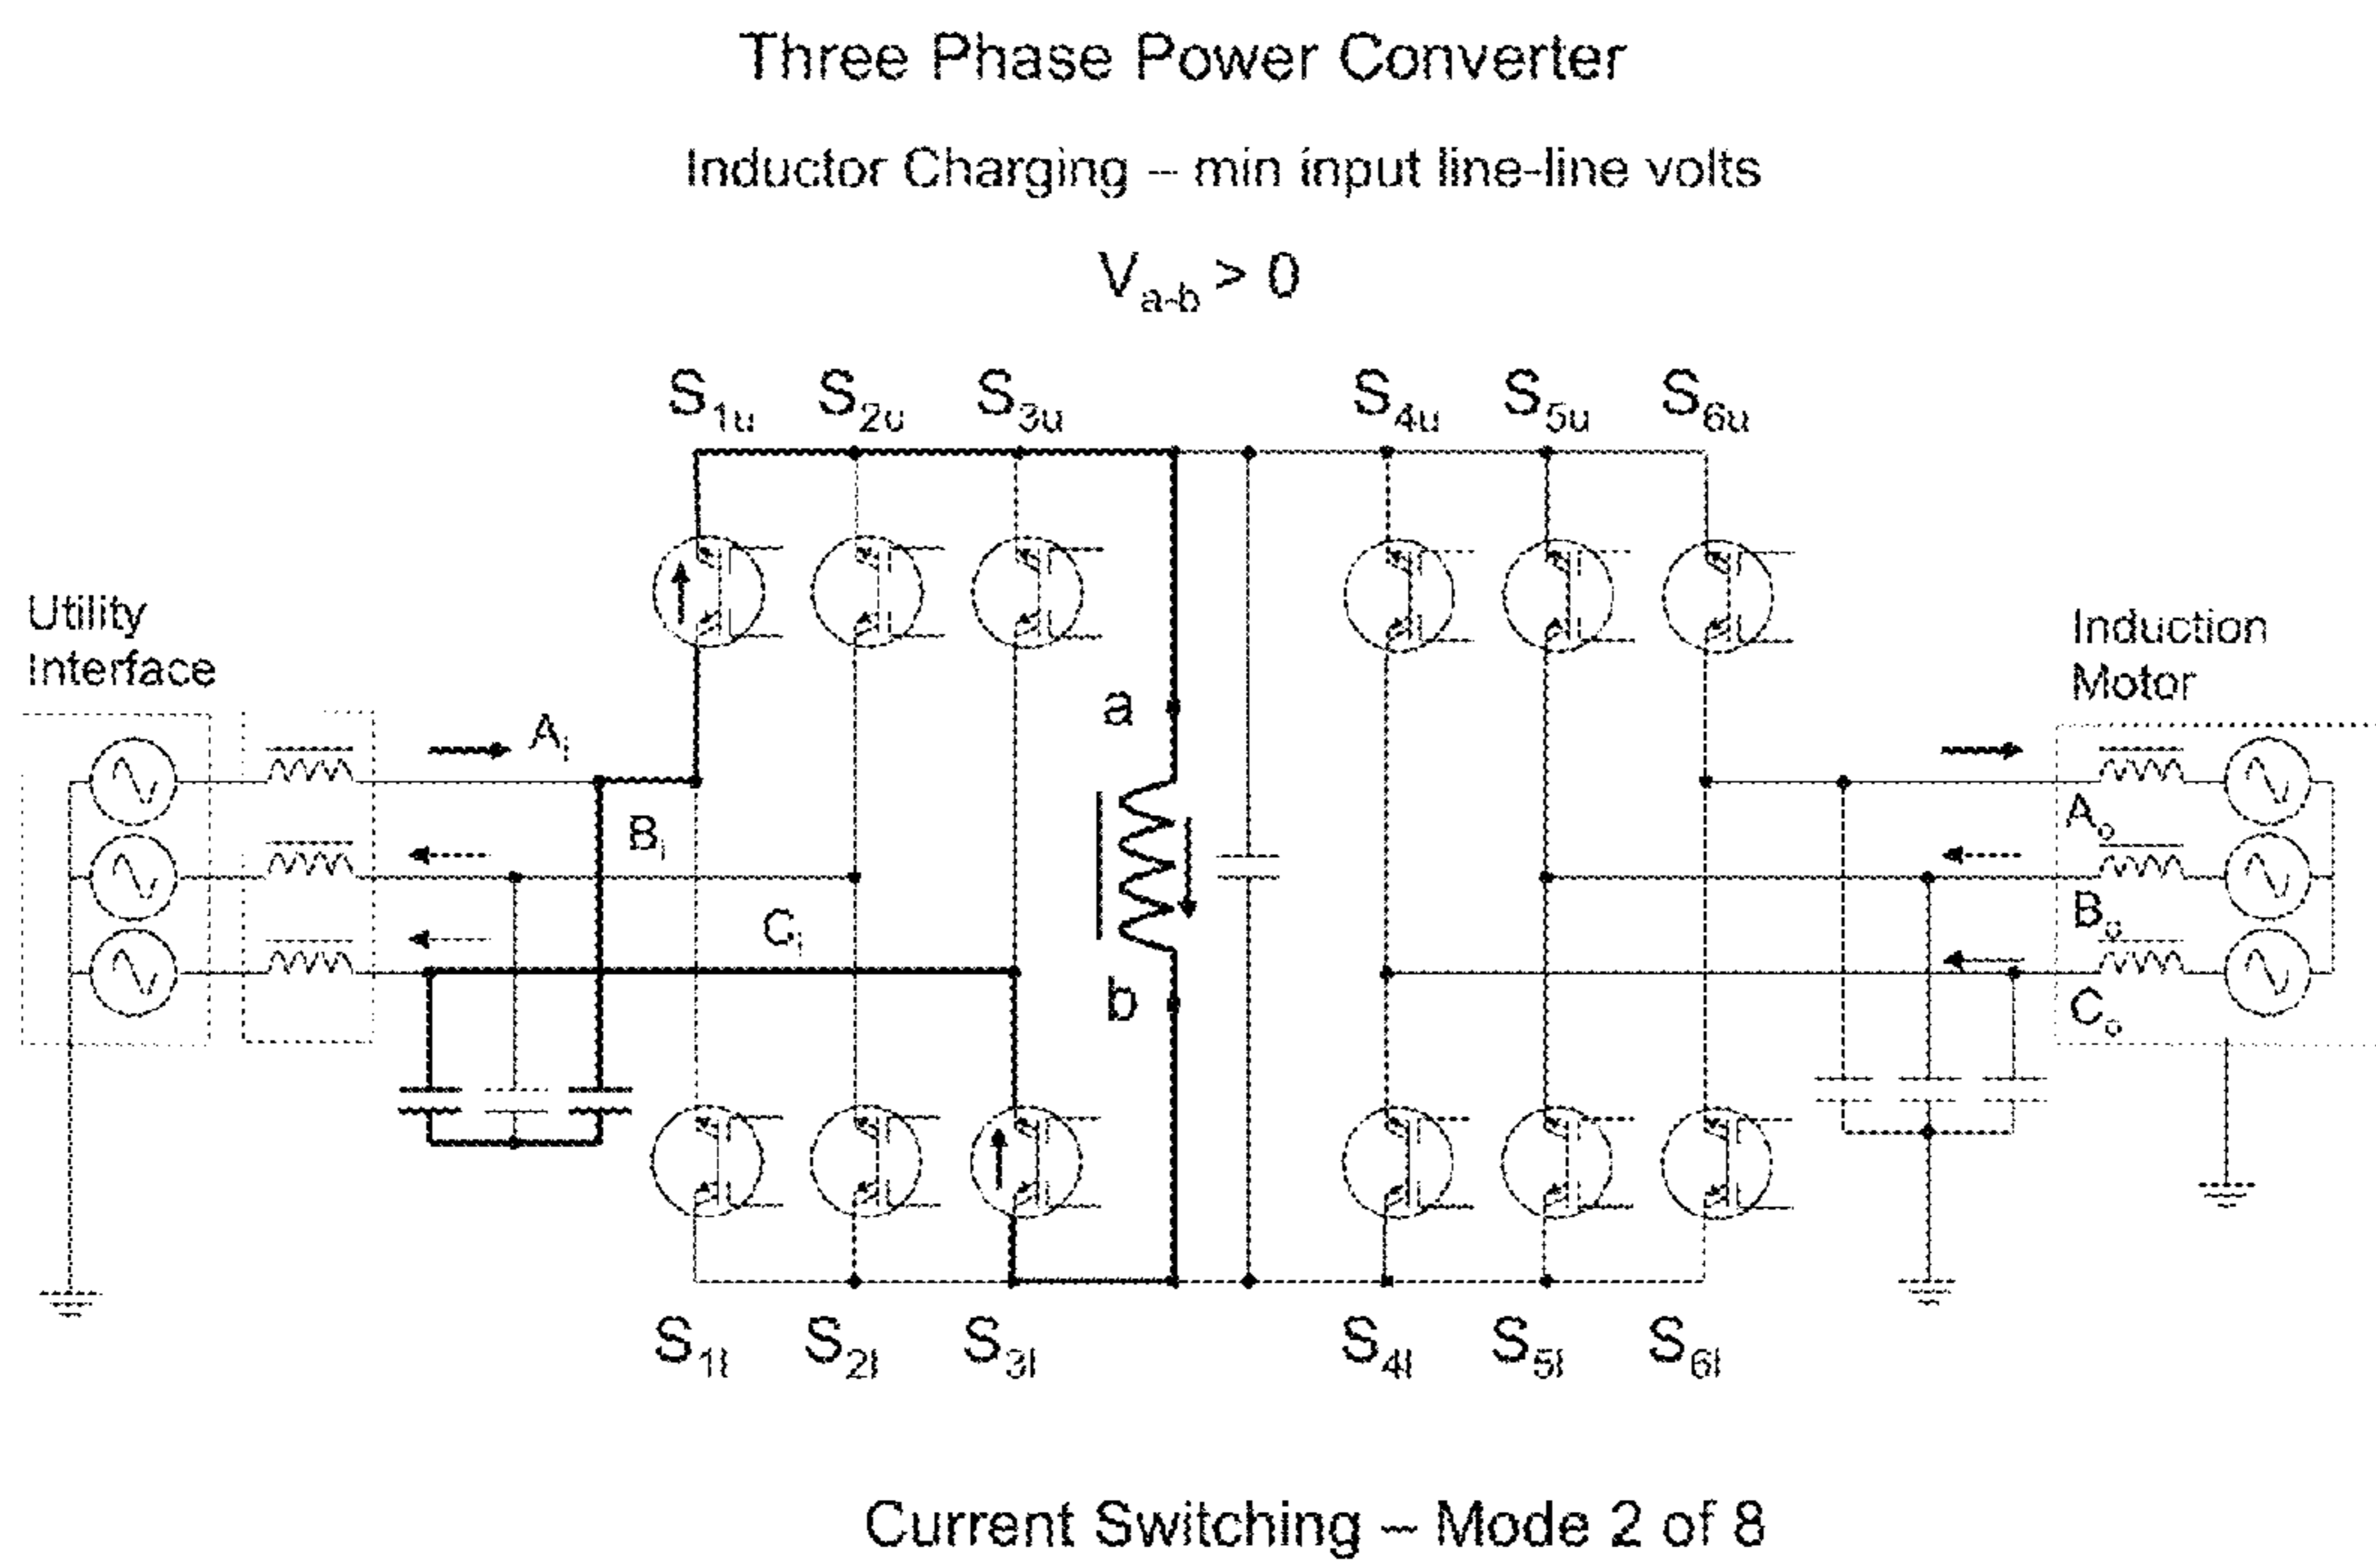 Three Phase Power Converter
Inductor Charging – min input line-line volts
Va-b > 0
S1u S2u S3u S4u S5u S6u
Utility
Interface
Induction
Motor
a
Ai
Bi
Ao
Ci
Bo
b
Co
S1l S2l S3l S4l S5l S6l
Current Switching – Mode 2 of 8